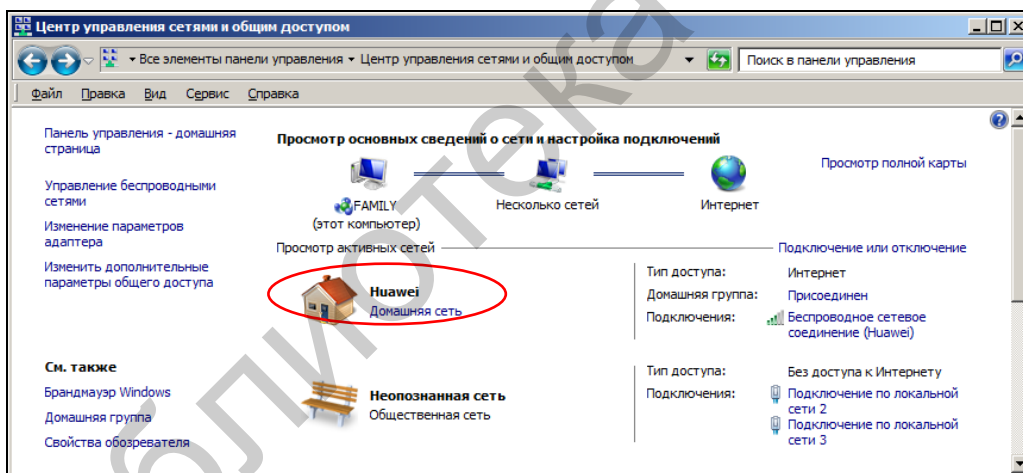 Центр управления сетями и общим доступом
Все элементы панели управления Центр управления сетями и общим доступом
Поиск в панели управления
Файл Правка Вид Сервис Справка
Панель управления - домашняя
страница
Управление беспроводными
сетями
Изменение параметров
адаптера
Изменить дополнительные
параметры общего доступа
См. также
Брандмауэр Windows
Домашняя группа
Свойства обозревателя
Просмотр основных сведений о сети и настройка подключений
Просмотр полной карты
FAMILY
(этот компьютер)
Несколько сетей
Интернет
Просмотр активных сетей
Подключение или отключение
Huawei
Домашняя сеть
Тип доступа: Интернет
Домашняя группа: Присоединен
Подключения: Беспроводное сетевое
соединение (Huawei)
Неопознанная сеть
Общественная сеть
Тип доступа: Без доступа к Интернету
Подключения: Подключение по локальной
сети 2
Подключение по локальной
сети 3
блиотека